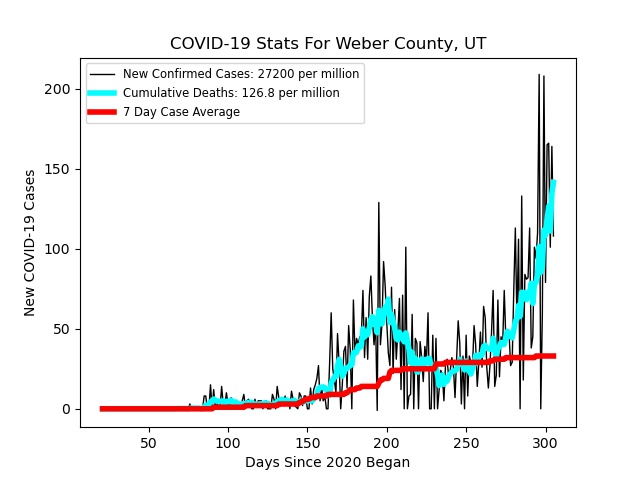 COVID-19 Stats For Weber County, UT
New Confirmed Cases: 27200 per million
Cumulative Deaths: 126.8 per million
7 Day Case Average
New COVID-19 Cases
200
150
100
50
0
50 100 150 200 250 300
Days Since 2020 Began